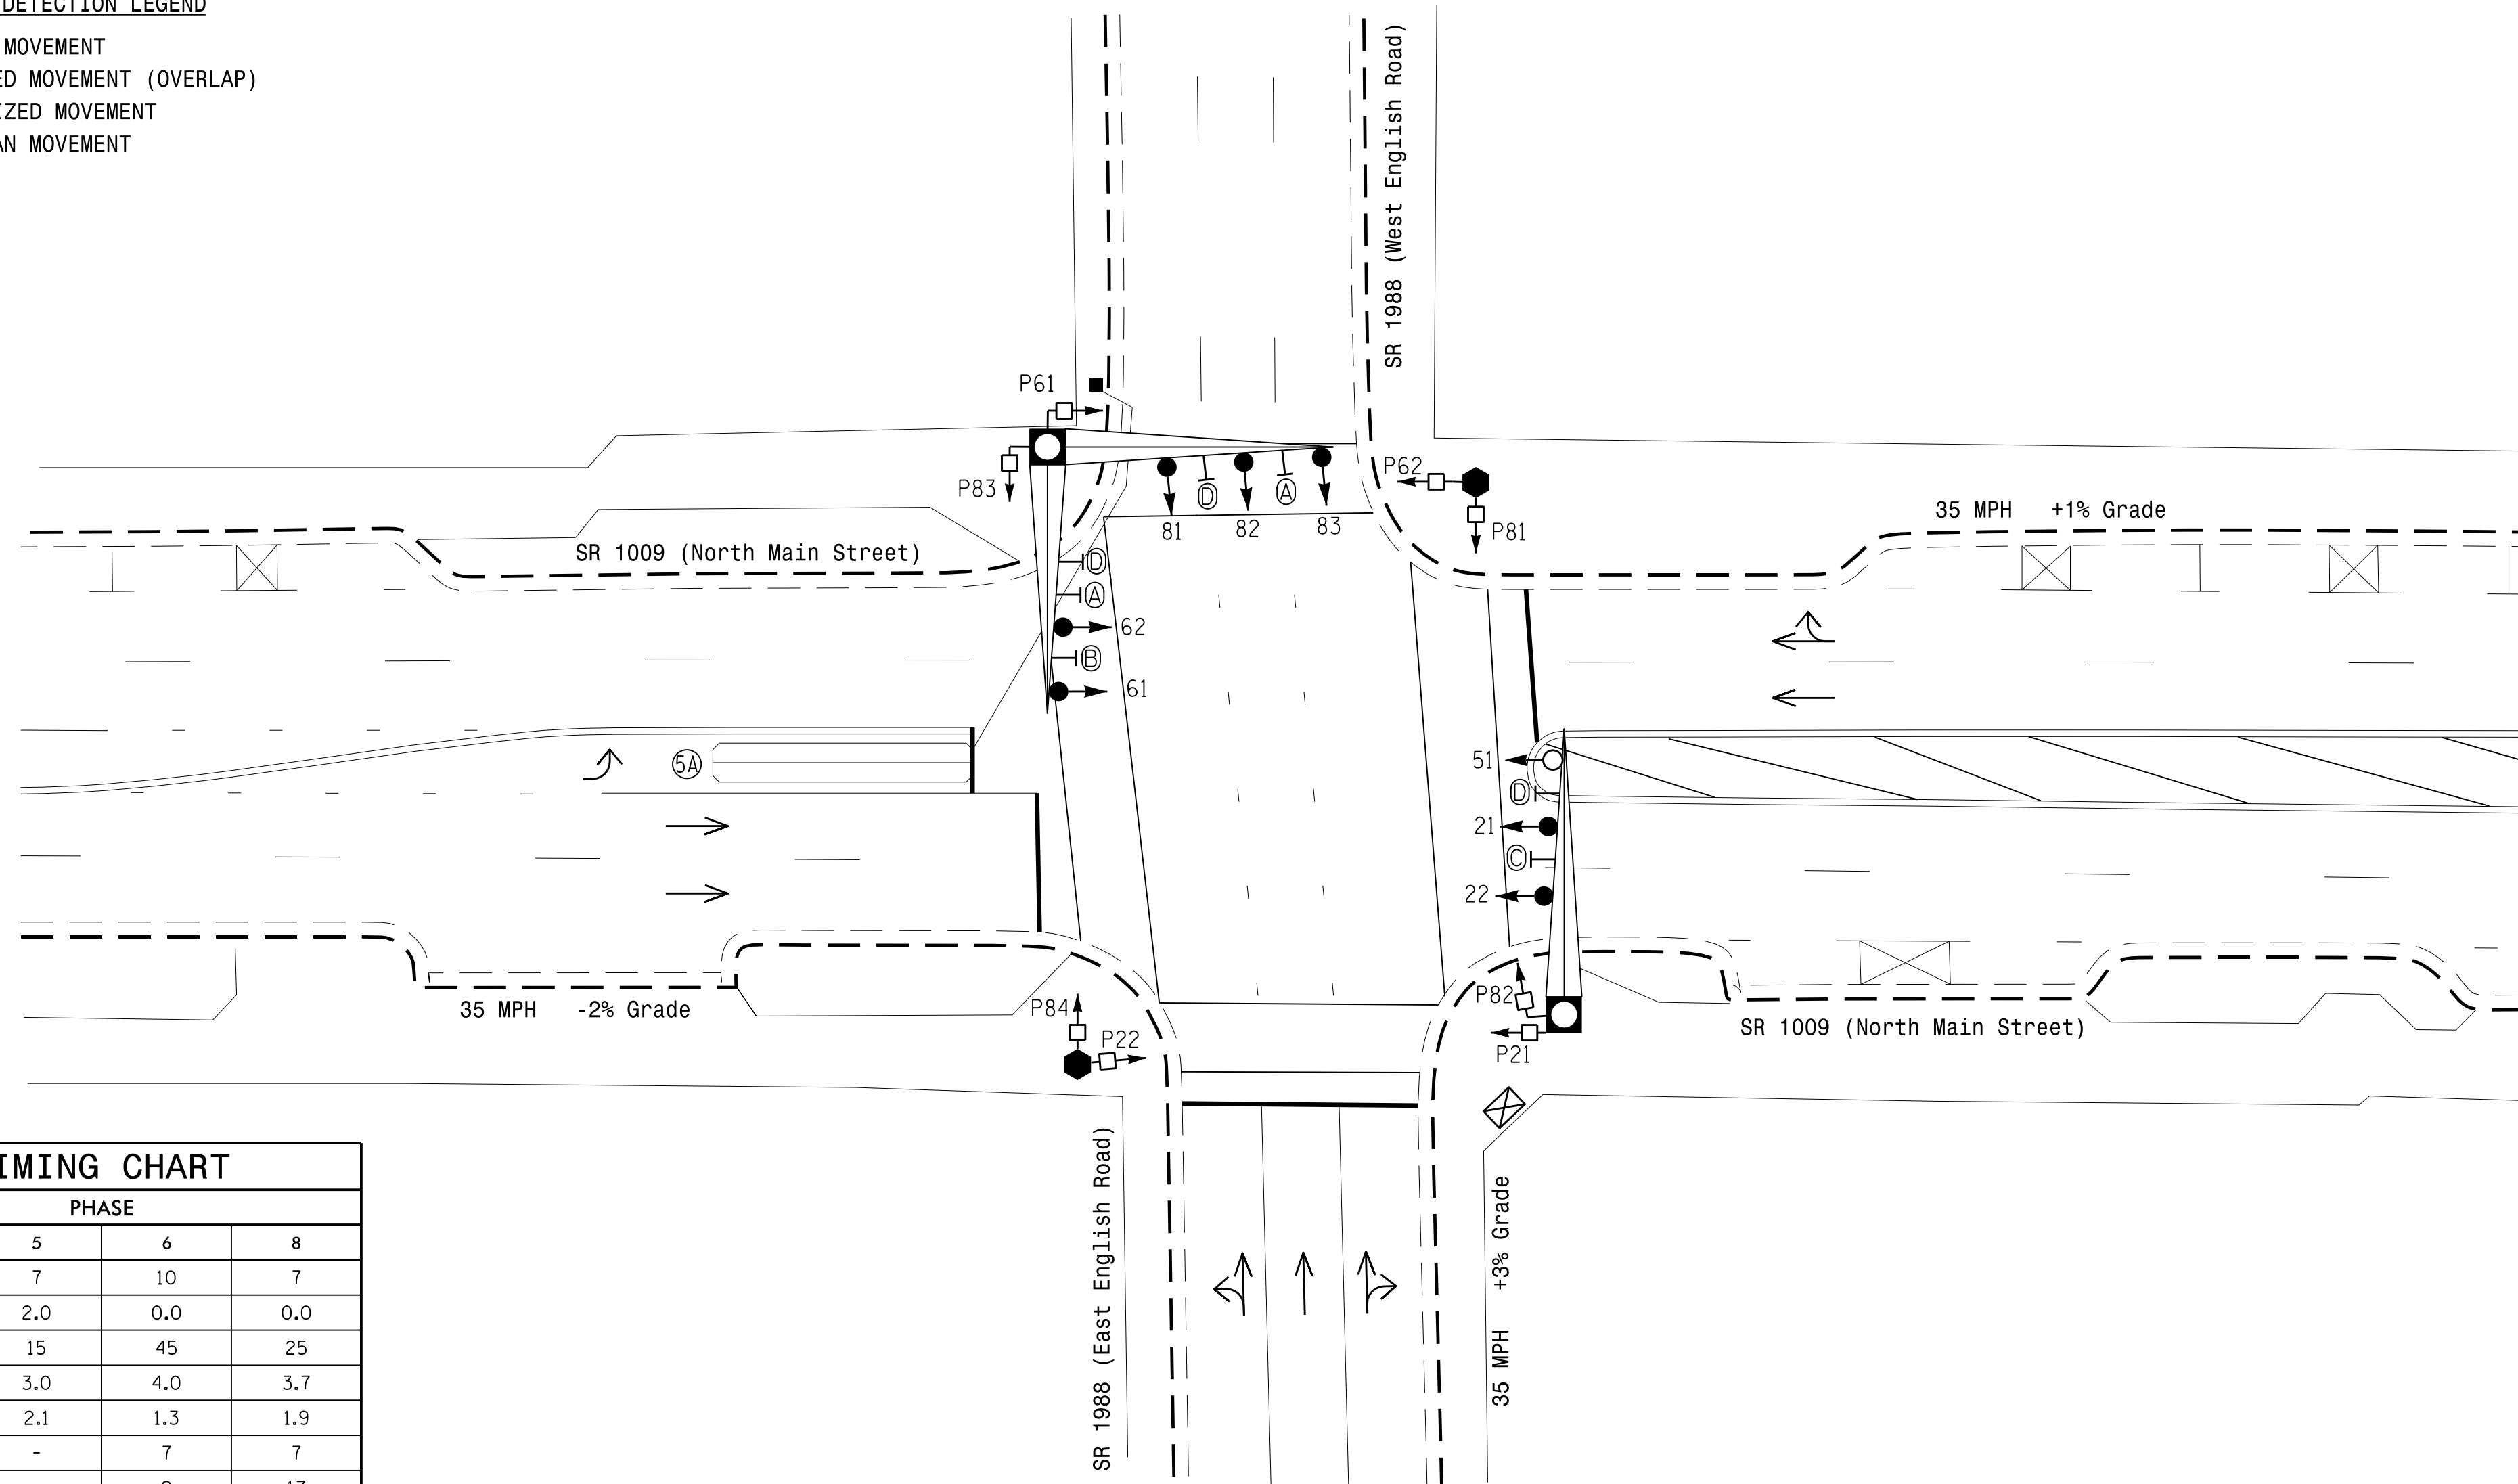 DETECTION LEGEND
MOVEMENT
ED MOVEMENT (OVERLAP)
IZED MOVEMENT
AN MOVEMENT
SR 1988 (West English Road)
P61
P83
P62
P81
D
A
81
82
83
35 MPH +1% Grade
SR 1009 (North Main Street)
D
A
62
B
61
5A
51
D
21
C
22
35 MPH -2% Grade
P84
P22
P82
P21
SR 1009 (North Main Street)
SR 1988 (East English Road)
35 MPH +3% Grade
IMING CHART
PHASE
5 6 8
7 10 7
2.0 0.0 0.0
15 45 25
3.0 4.0 3.7
2.1 1.3 1.9
- 7 7